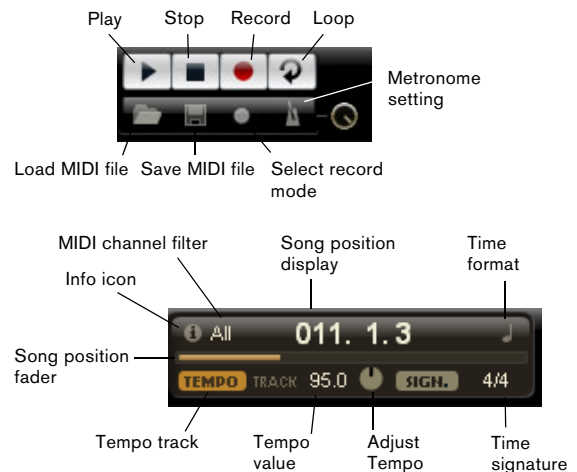 Play
Stop
Record
Loop
Metronome
setting
Load MIDI file
Save MIDI file
Select record
mode
MIDI channel filter
Song position
display
Time
format
Info icon
i All 011. 1. 3
Song position
fader
TEMPO TRACK 95.0 SIGN. 4/4
Tempo track
Tempo
value
Adjust
Tempo
Time
signature